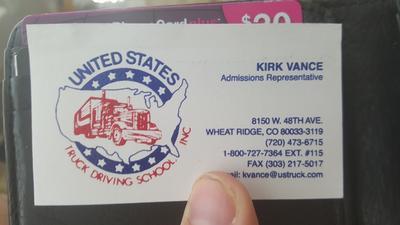 Cardplus
$20
UNITED STATES
TRUCK DRIVING SCHOOL INC
KIRK VANCE
Admissions Representative
8150 W. 48TH AVE.
WHEAT RIDGE, CO 80033-3119
(720) 473-6715
1-800-727-7364 EXT. #115
FAX (303) 217-5017
kvance@ustruck.com